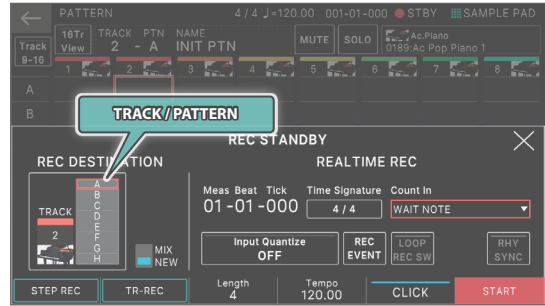 PATTERN 4 / 4 ♩=120.00 001-01-000 STBY SAMPLE PAD
Track 9-16
16Tr View
TRACK PTN NAME
2 - A INIT PTN
MUTE SOLO
Ac.Piano
0189:Ac Pop Piano 1
1 2 3 4 5 6 7 8
A
B
TRACK / PATTERN
REC STANDBY
REC DESTINATION
REALTIME REC
TRACK
2
A
B
C
D
E
F
G
H
MIX
NEW
Meas Beat Tick Time Signature Count In
01-01-000 4 / 4 WAIT NOTE
Input Quantize
OFF
REC EVENT
LOOP REC SW
RHY SYNC
STEP REC TR-REC
Length
4
Tempo
120.00
CLICK START